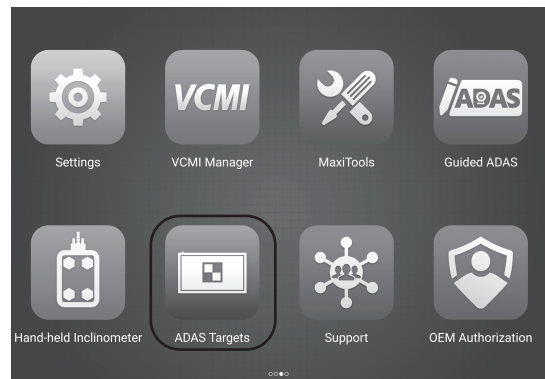 VCMI
ADAS
Settings
VCMI Manager
MaxiTools
Guided ADAS
Hand-held Inclinometer
ADAS Targets
Support
OEM Authorization